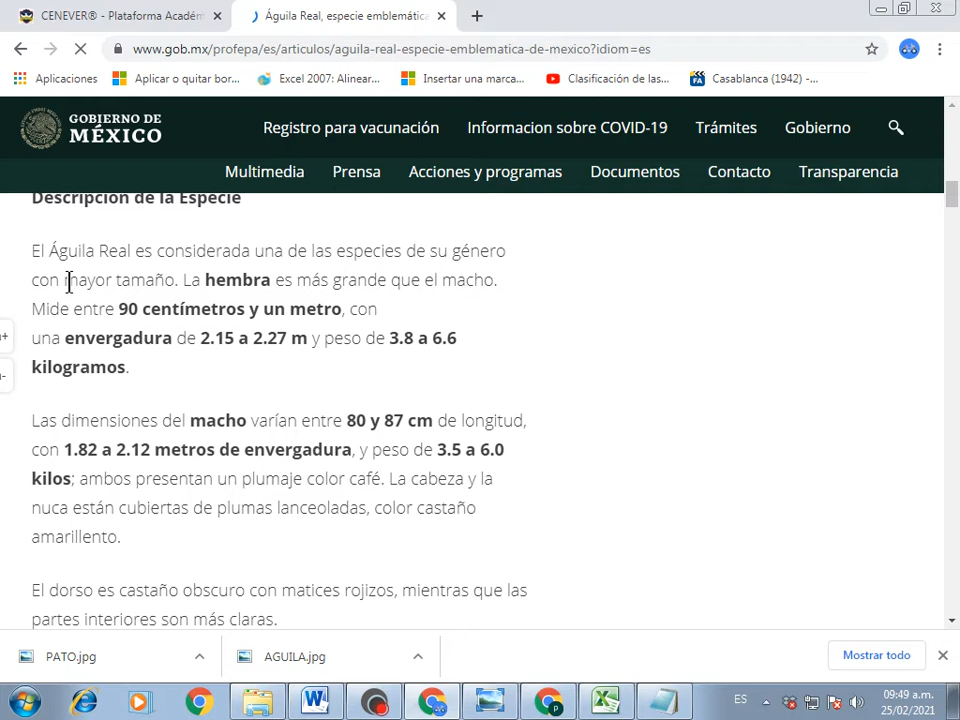 CENEVER® - Plataforma Académ
Águila Real, especie emblemática
www.gob.mx/profepa/es/articulos/aguila-real-especie-emblematica-de-mexico?idiom=es
Aplicaciones
Aplicar o quitar bor...
Excel 2007: Alinear...
Insertar una marca...
Clasificación de las...
FA
Casablanca (1942) -...
GOBIERNO DE
MÉXICO
Registro para vacunación
Informacion sobre COVID-19
Trámites
Gobierno
Multimedia
Prensa
Acciones y programas
Documentos
Contacto
Transparencia
Descripción de la Especie
El Águila Real es considerada una de las especies de su género
con mayor tamaño. La hembra es más grande que el macho.
Mide entre 90 centímetros y un metro, con
una envergadura de 2.15 a 2.27 m y peso de 3.8 a 6.6
kilogramos.
Las dimensiones del macho varían entre 80 y 87 cm de longitud,
con 1.82 a 2.12 metros de envergadura, y peso de 3.5 a 6.0
kilos; ambos presentan un plumaje color café. La cabeza y la
nuca están cubiertas de plumas lanceoladas, color castaño
amarillento.
El dorso es castaño obscuro con matices rojizos, mientras que las
partes interiores son más claras.
PATO.jpg
AGUILA.jpg
Mostrar todo
ES
09:49 a.m.
25/02/2021